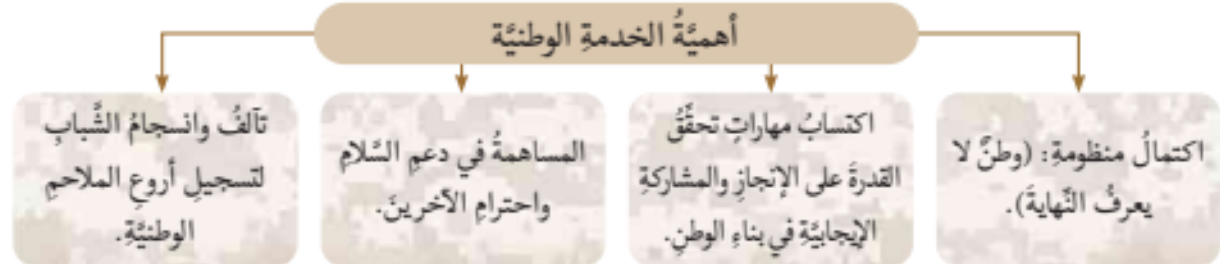 أهميَّةُ الخدمةِ الوطنيَّة
اكتمالُ منظومةِ: (وطنٌ لا
يعرفُ النِّهايةَ).
اكتسابُ مهاراتٍ تحقِّقُ
القدرةَ على الإنجازِ والمشاركةِ
الإيجابيَّةِ في بناءِ الوطنِ.
المساهمةُ في دعمِ السَّلامِ
واحترامِ الآخرينَ.
تآلفُ وانسجامُ الشَّبابِ
لتسجيلِ أروعِ الملاحمِ
الوطنيَّةِ.